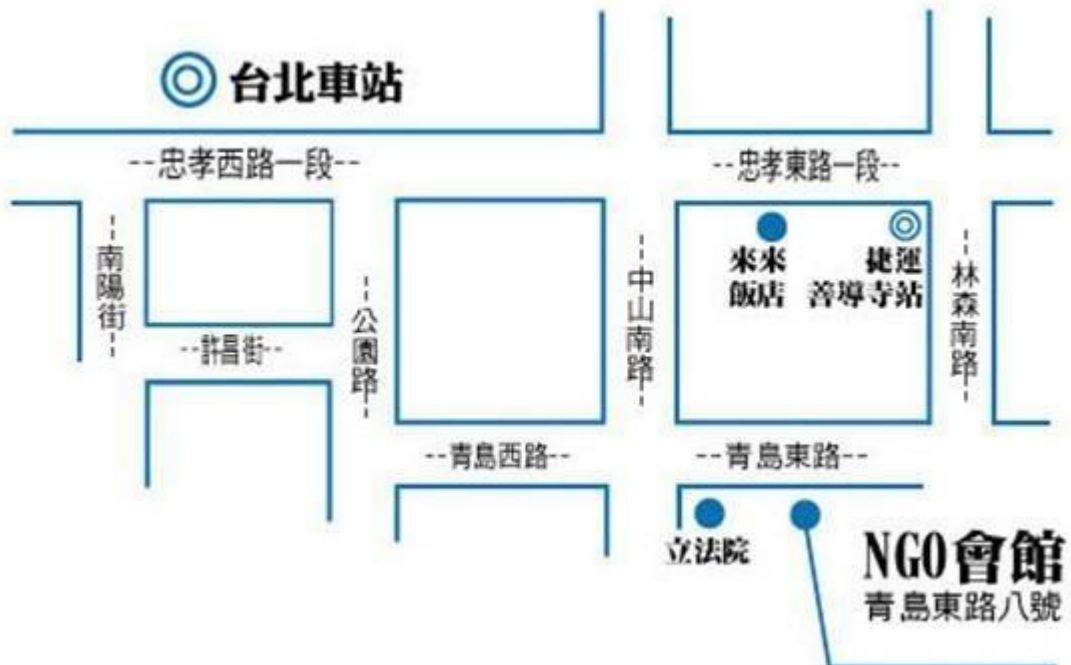 台北車站
--忠孝西路一段--
--忠孝東路一段--
--南陽街--
--許昌街--
--公園路--
--中山南路--
來來
飯店
捷運
善導寺站
--林森南路--
--青島西路--
--青島東路--
立法院
NGO會館
青島東路八號